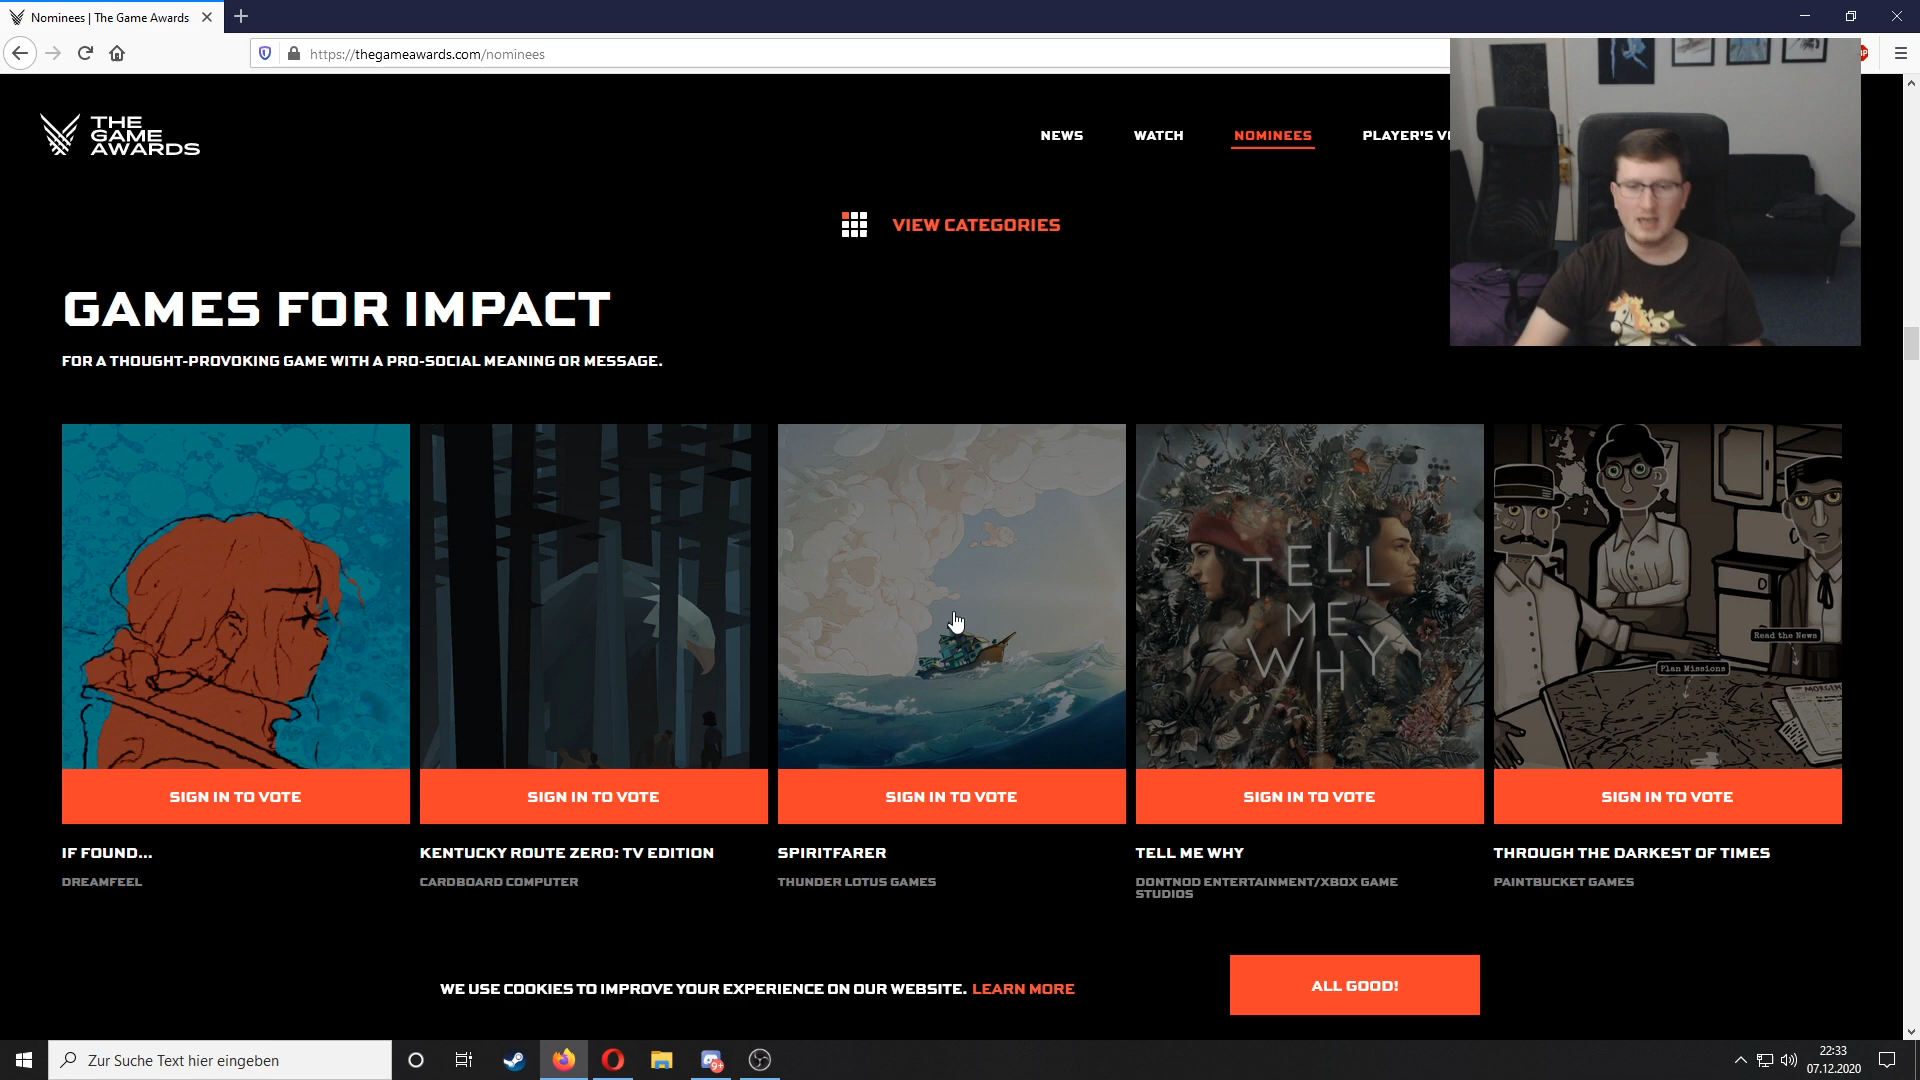 Nominees | The Game Awards
https://thegameawards.com/nominees
THE
GAME
AWARDS
NEWS
WATCH
NOMINEES
PLAYER'S
VIEW CATEGORIES
GAMES FOR IMPACT
FOR A THOUGHT-PROVOKING GAME WITH A PRO-SOCIAL MEANING OR MESSAGE.
TELL
ME
WHY
Read the News
Plan Missions
SIGN IN TO VOTE
SIGN IN TO VOTE
SIGN IN TO VOTE
SIGN IN TO VOTE
SIGN IN TO VOTE
IF FOUND...
KENTUCKY ROUTE ZERO: TV EDITION
SPIRITFARER
TELL ME WHY
THROUGH THE DARKEST OF TIMES
DREAMFEEL
CARDBOARD COMPUTER
THUNDER LOTUS GAMES
DONTNOD ENTERTAINMENT/XBOX GAME
STUDIOS
PAINTBUCKET GAMES
WE USE COOKIES TO IMPROVE YOUR EXPERIENCE ON OUR WEBSITE. LEARN MORE
ALL GOOD!
Zur Suche Text hier eingeben
9+
22:33
07.12.2020